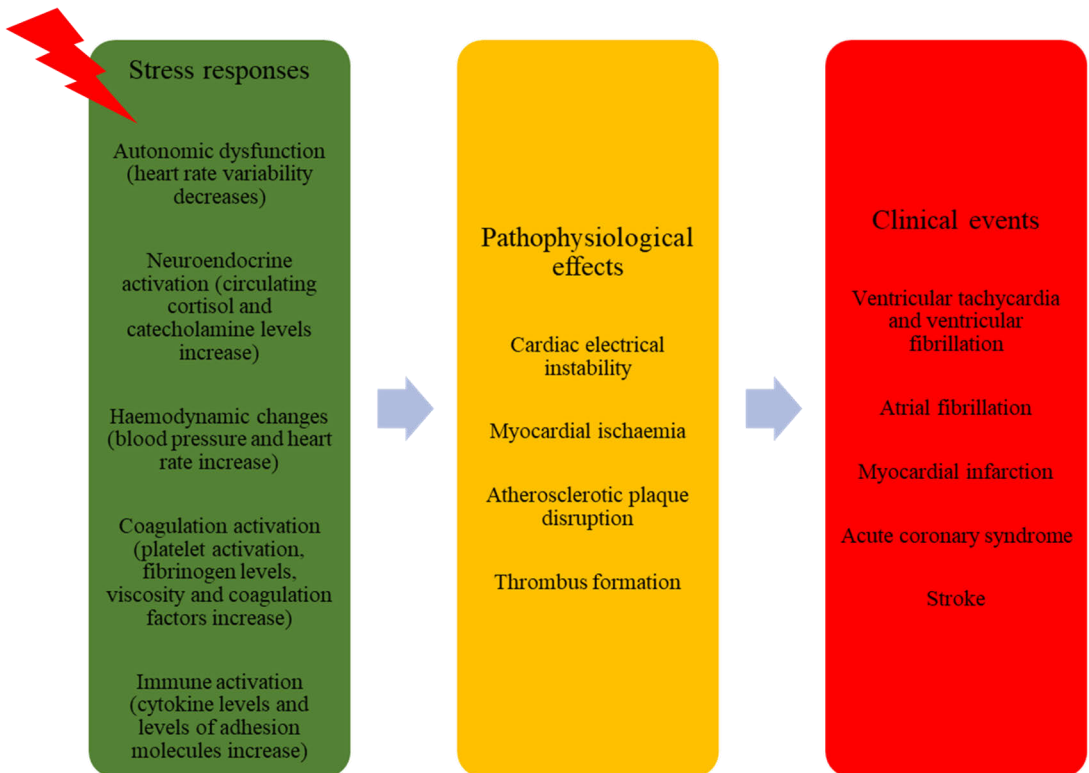 Stress responses
Autonomic dysfunction
(heart rate variability
decreases)
Neuroendocrine
activation (circulating
cortisol and
catecholamine levels
increase)
Haemodynamic changes
(blood pressure and heart
rate increase)
Coagulation activation
(platelet activation,
fibrinogen levels,
viscosity and coagulation
factors increase)
Immune activation
(cytokine levels and
levels of adhesion
molecules increase)
Pathophysiological
effects
Cardiac electrical
instability
Myocardial ischaemia
Atherosclerotic plaque
disruption
Thrombus formation
Clinical events
Ventricular tachycardia
and ventricular
fibrillation
Atrial fibrillation
Myocardial infarction
Acute coronary syndrome
Stroke